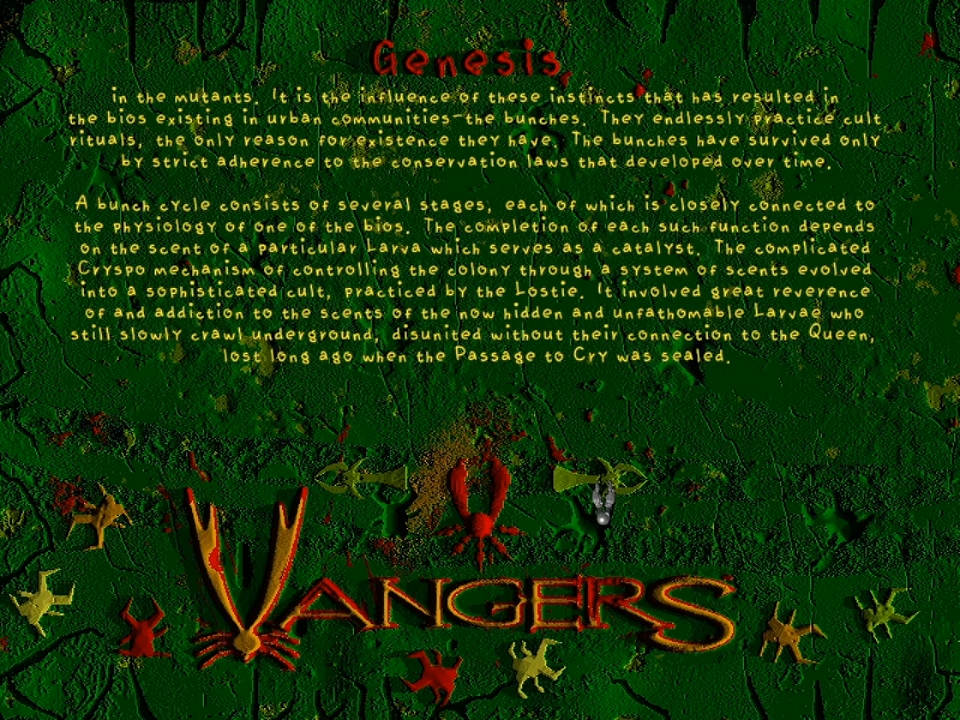 Genesis
in the mutants. It is the influence of these instincts that has resulted in
the bios existing in urban communities-the bunches. They endlessly practice cult
rituals, the only reason for existence they have. The bunches have survived only
by strict adherence to the conservation laws that developed over time.
A bunch cycle consists of several stages, each of which is closely connected to
the physiology of one of the bios. The completion of each such function depends
on the scent of a particular Larva which serves as a catalyst. The complicated
Cryspo mechanism of controlling the colony through a system of scents evolved
into a sophisticated cult, practiced by the Lostie. It involved great reverence
of and addiction to the scents of the now hidden and unfathomable Larvae who
still slowly crawl underground, disunited without their connection to the Queen,
lost long ago when the Passage to Cry was sealed.
VANGERS